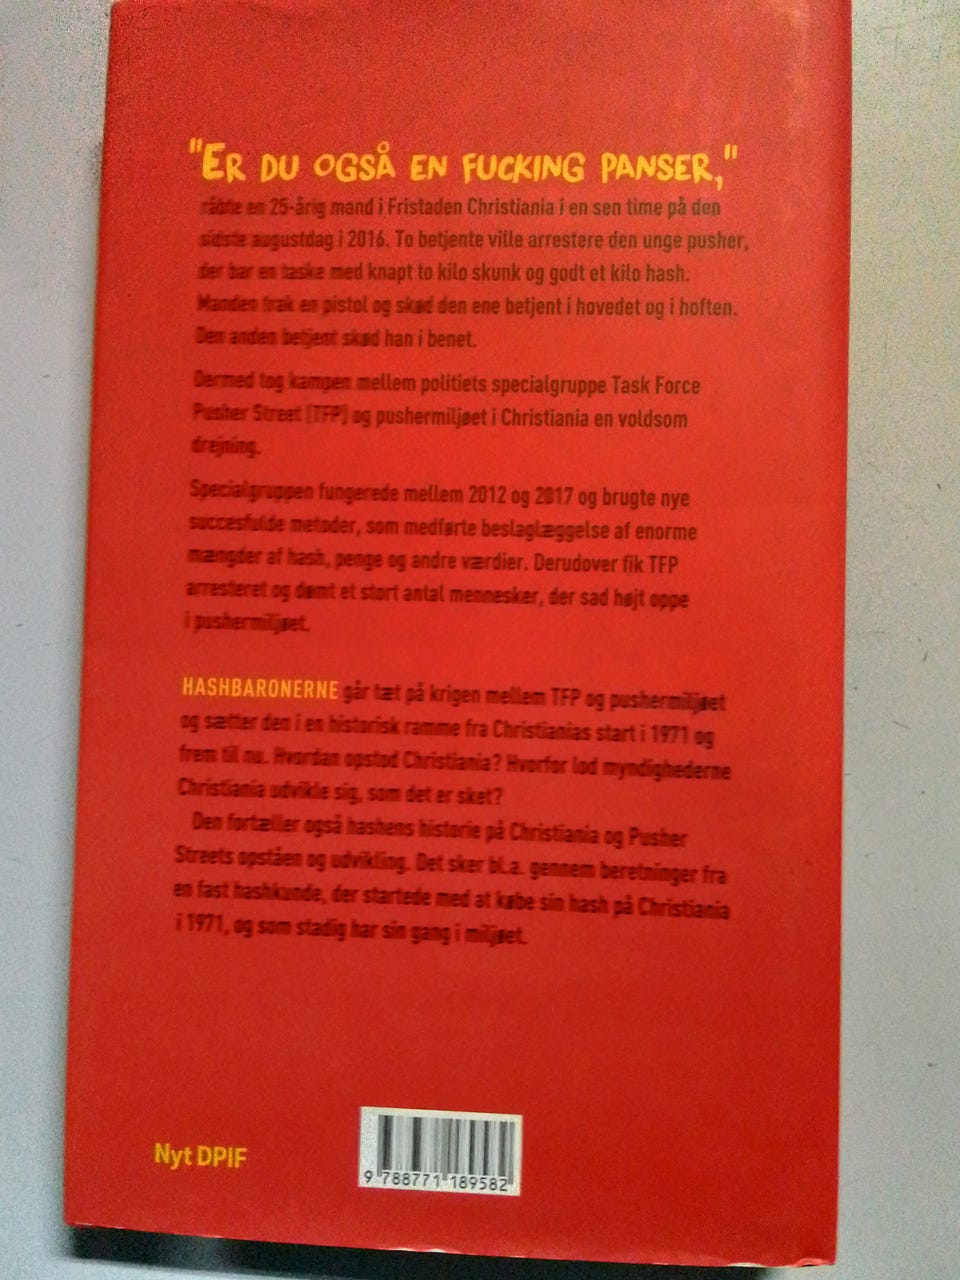 "ER DU OGSÅ EN FUCKING PANSER,"
råbte en 25-årig mand i Fristaden Christiania i en sen time på den
sidste augustdag i 2016. To betjente ville arrestere den unge pusher,
der bar en taske med knapt to kilo skunk og godt et kilo hash.
Manden trak en pistol og skød den ene betjent i hovedet og i hoften.
Den anden betjent skød han i benet.
Dermed tog kampen mellem politiets specialgruppe Task Force
Pusher Street (TFP) og pushermiljøet i Christiania en voldsom
drejning.
Specialgruppen fungerede mellem 2012 og 2017 og brugte nye
succesfulde metoder, som medførte beslaglæggelse af enorme
mængder af hash, penge og andre værdier. Derudover fik TFP
arresteret og dømt et stort antal mennesker, der sad højt oppe
i pushermiljøet.
HASHBARONERNE går tæt på krigen mellem TFP og pushermiljøet
og sætter den i en historisk ramme fra Christianias start i 1971 og
frem til nu. Hvordan opstod Christiania? Hvorfor lod myndighederne
Christiania udvikle sig, som det er sket?
Den fortæller også hashens historie på Christiania og Pusher
Streets opståen og udvikling. Det sker bl.a. gennem beretninger fra
en fast hashkunde, der startede med at købe sin hash på Christiania
i 1971, og som stadig har sin gang i miljøet.
Nyt DPIF
9 788771 189582